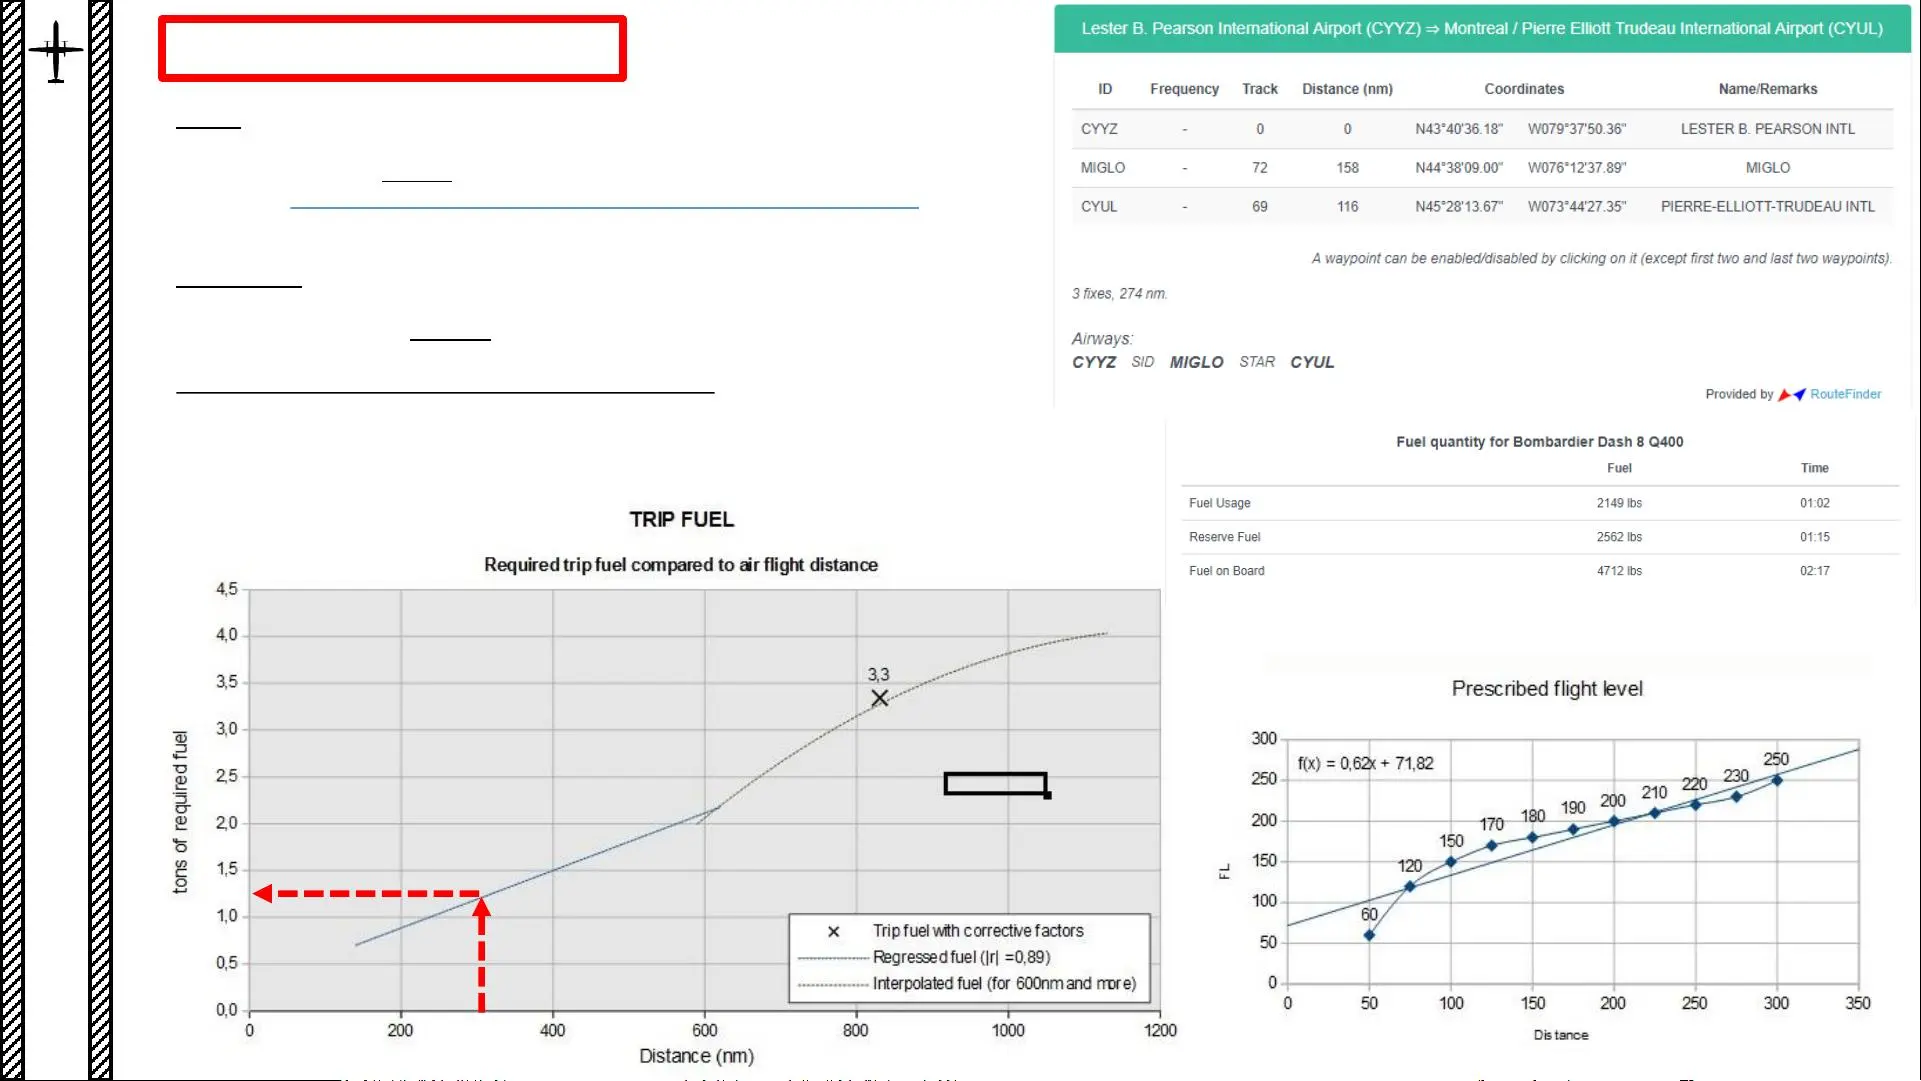 Lester B. Pearson International Airport (CYYZ) ⇒ Montreal / Pierre Elliott Trudeau International Airport (CYUL)
ID Frequency Track Distance (nm) Coordinates Name/Remarks
CYYZ - 0 0 N43°40'36.18" W079°37'50.36" LESTER B. PEARSON INTL
MIGLO - 72 158 N44°38'09.00" W076°12'37.89" MIGLO
CYUL - 69 116 N45°28'13.67" W073°44'27.35" PIERRE-ELLIOTT-TRUDEAU INTL
A waypoint can be enabled/disabled by clicking on it (except first two and last two waypoints).
3 fixes, 274 nm.
Airways:
CYYZ SID MIGLO STAR CYUL
Provided by RouteFinder
Fuel quantity for Bombardier Dash 8 Q400
Fuel Time
Fuel Usage 2149 lbs 01:02
Reserve Fuel 2562 lbs 01:15
Fuel on Board 4712 lbs 02:17
TRIP FUEL
Required trip fuel compared to air flight distance
tons of required fuel
4,5
4,0
3,5
3,0
2,5
2,0
1,5
1,0
0,5
0,0
3,3
Trip fuel with corrective factors
Regressed fuel (|r| =0,89)
Interpolated fuel (for 600nm and more)
0 200 400 600 800 1000 1200
Distance (nm)
Prescribed flight level
f(x) = 0,62x + 71,82
FL
300
250
200
150
100
50
0
60 120 150 170 180 190 200 210 220 230 250
0 50 100 150 200 250 300 350
Distance